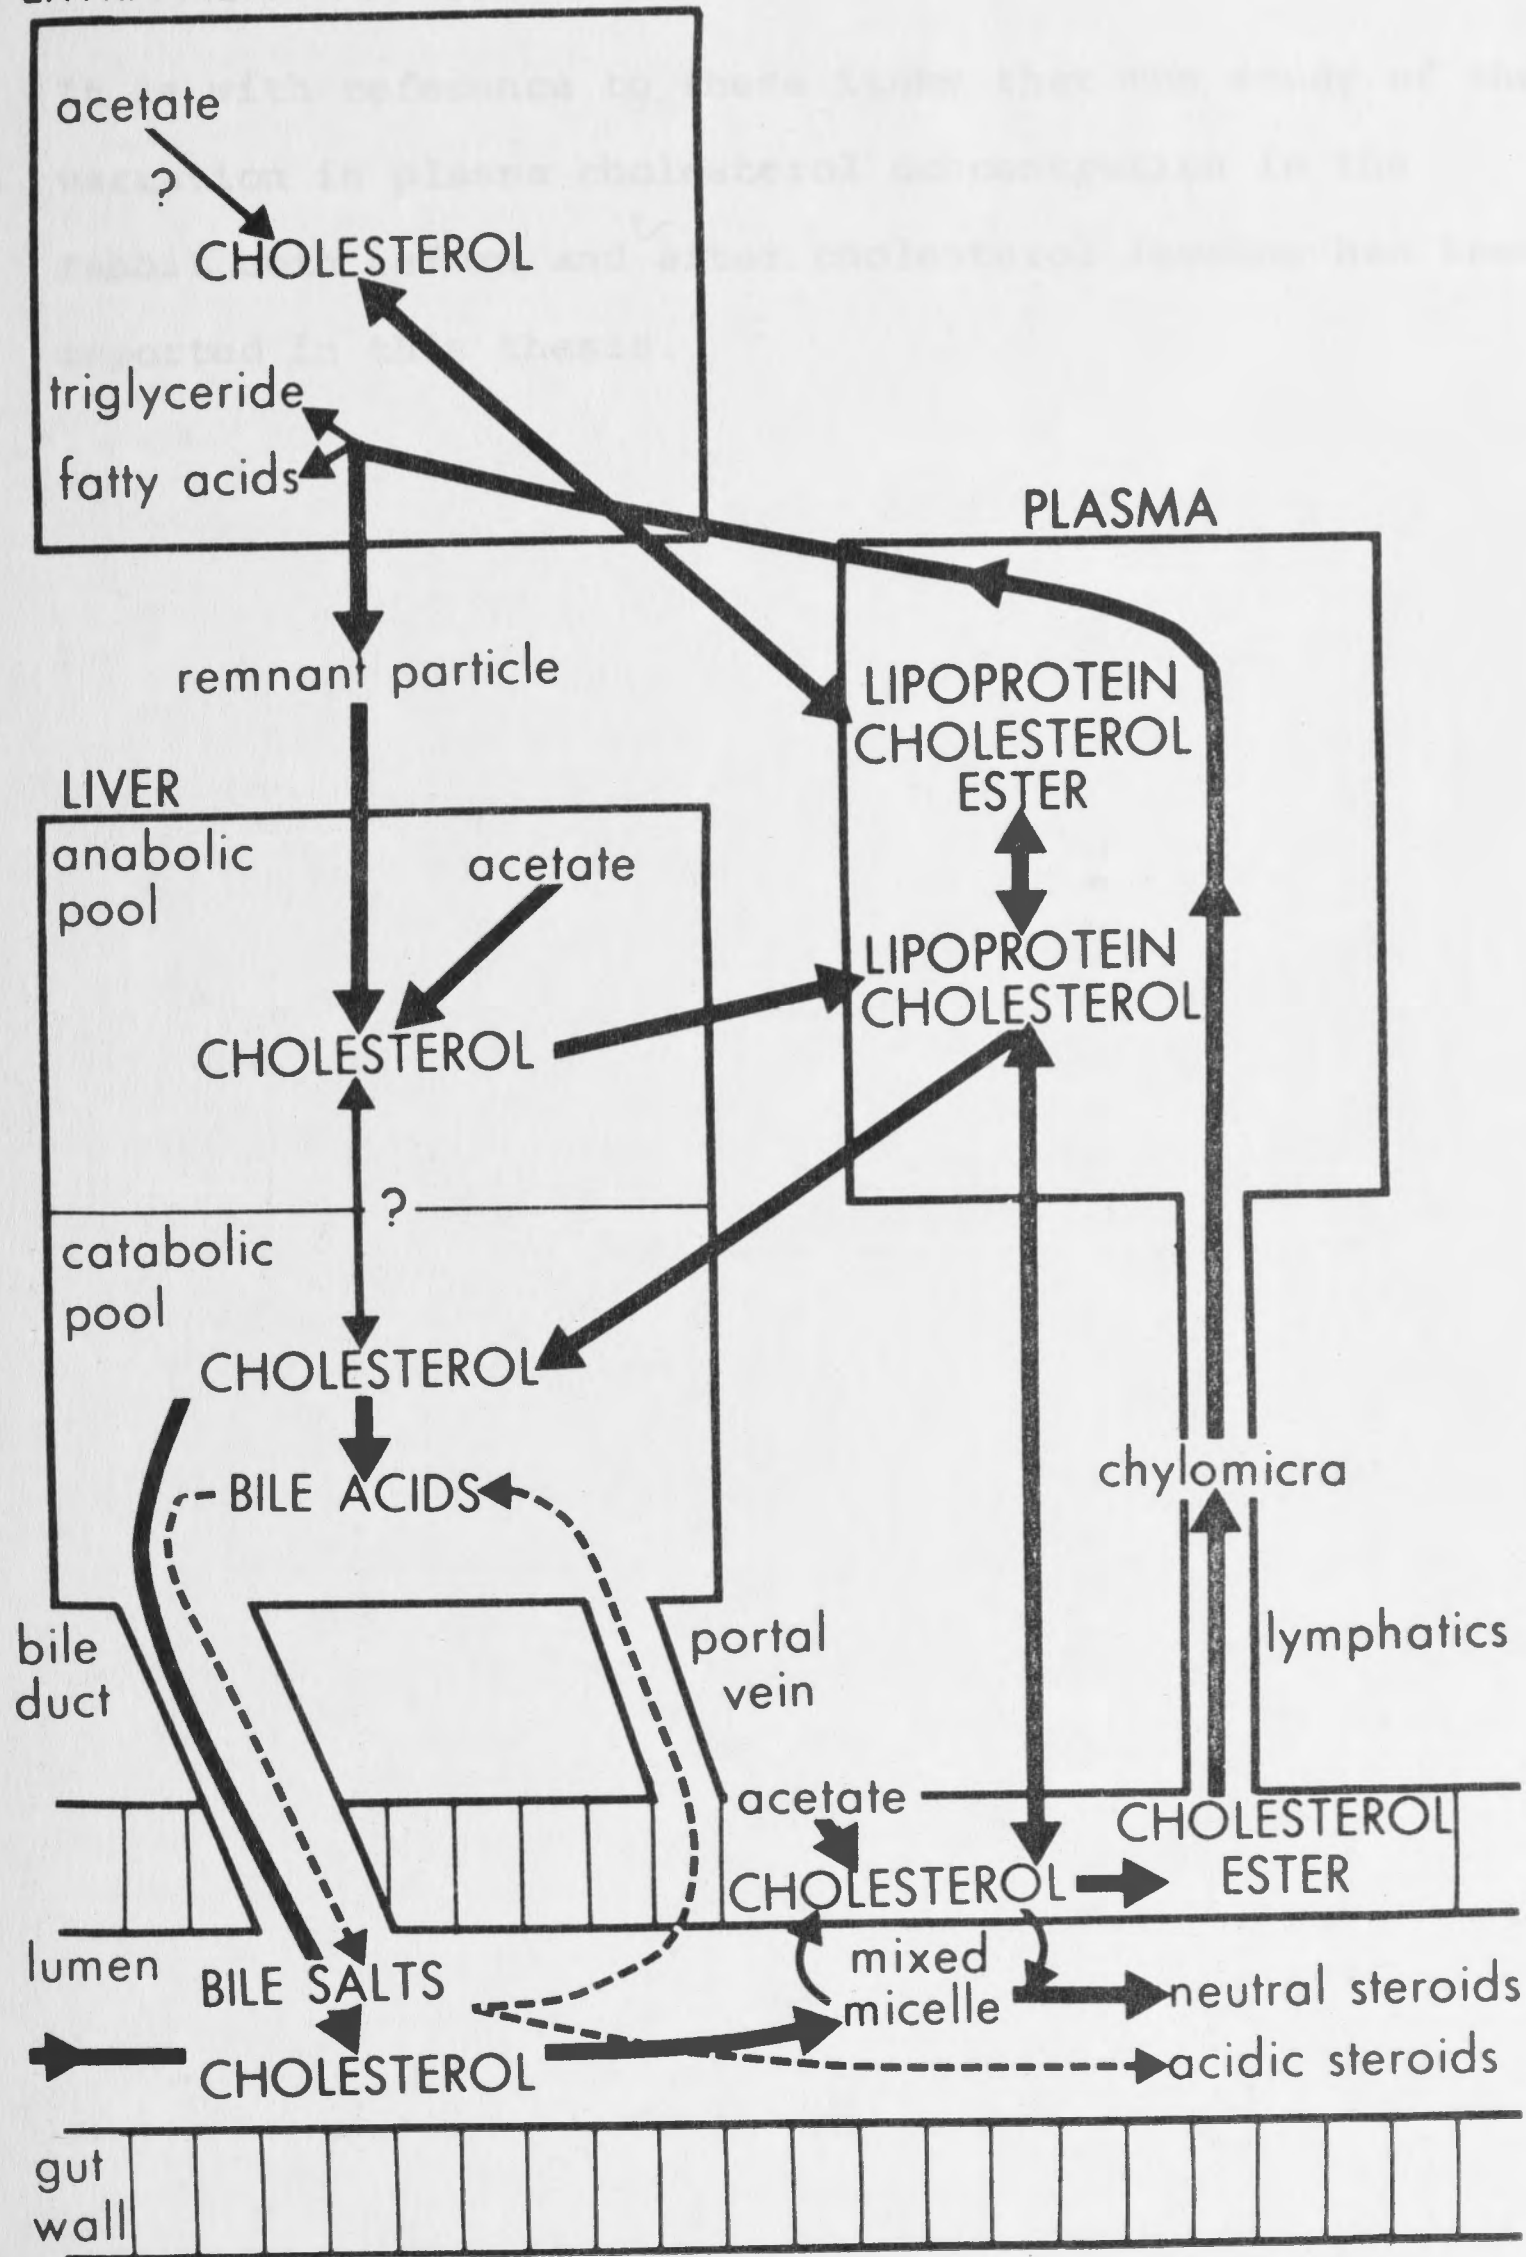 acetate
?
CHOLESTEROL
triglyceride
fatty acids
PLASMA
remnant particle
LIPOPROTEIN
CHOLESTEROL
ESTER
LIVER
anabolic
pool
acetate
LIPOPROTEIN
CHOLESTEROL
CHOLESTEROL
?
catabolic
pool
CHOLESTEROL
BILE ACIDS
chylomicra
bile
duct
portal
vein
lymphatics
acetate
CHOLESTEROL
ESTER
CHOLESTEROL
lumen
BILE SALTS
mixed
micelle
neutral steroids
CHOLESTEROL
acidic steroids
gut
wall